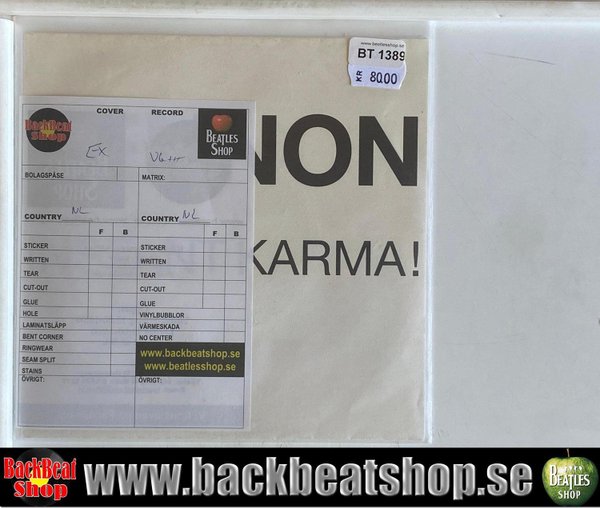 www.beatlesshop.se
BT 1389
KR 80.00
NON
KARMA!
BackBeat Shop
COVER RECORD
BEATLES SHOP
EX VG++
BOLAGSPÅSE MATRIX:
COUNTRY NL COUNTRY NL
F B F B
STICKER STICKER
WRITTEN WRITTEN
TEAR TEAR
CUT-OUT CUT-OUT
GLUE GLUE
HOLE VINYLBUBBLOR
LAMINATSLÄPP VÄRMESKADA
BENT CORNER NO CENTER
RINGWEAR www.backbeatshop.se
SEAM SPLIT www.beatlesshop.se
STAINS
ÖVRIGT: ÖVRIGT:
BackBeat Shop www.backbeatshop.se BEATLES SHOP